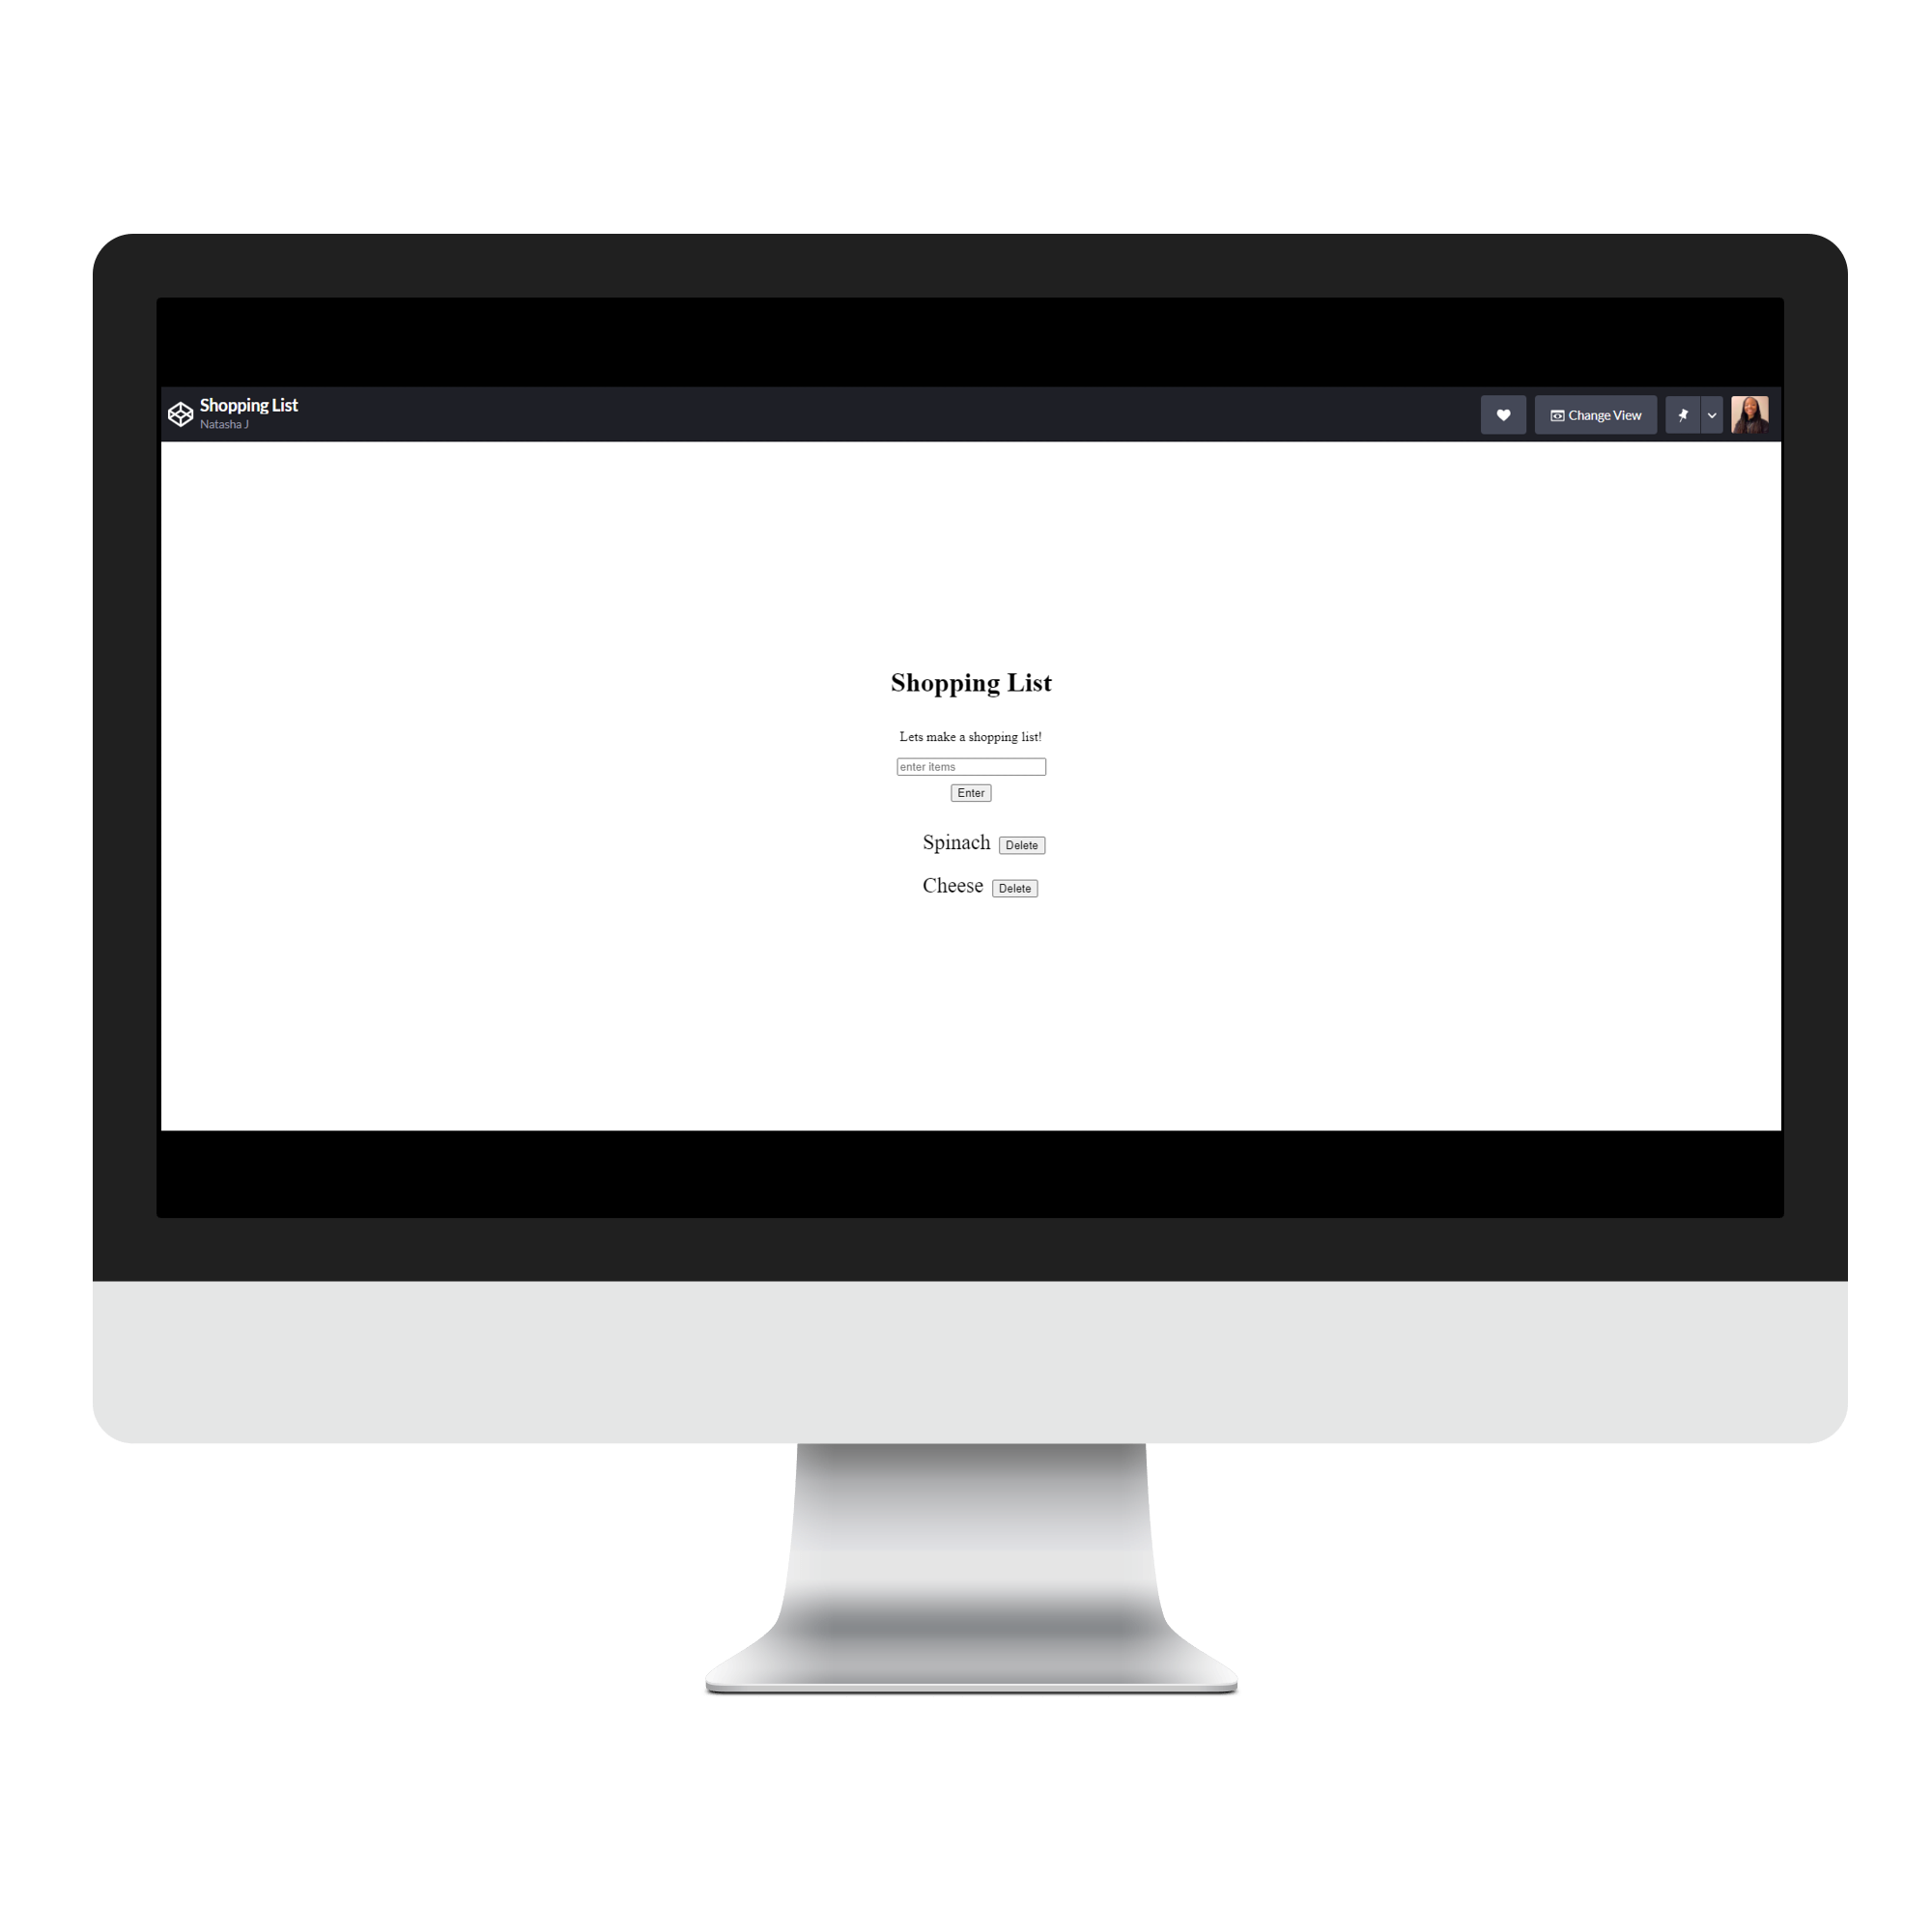 Shopping List
Natasha J
Change View
Shopping List
Lets make a shopping list!
enter items
Enter
Spinach Delete
Cheese Delete